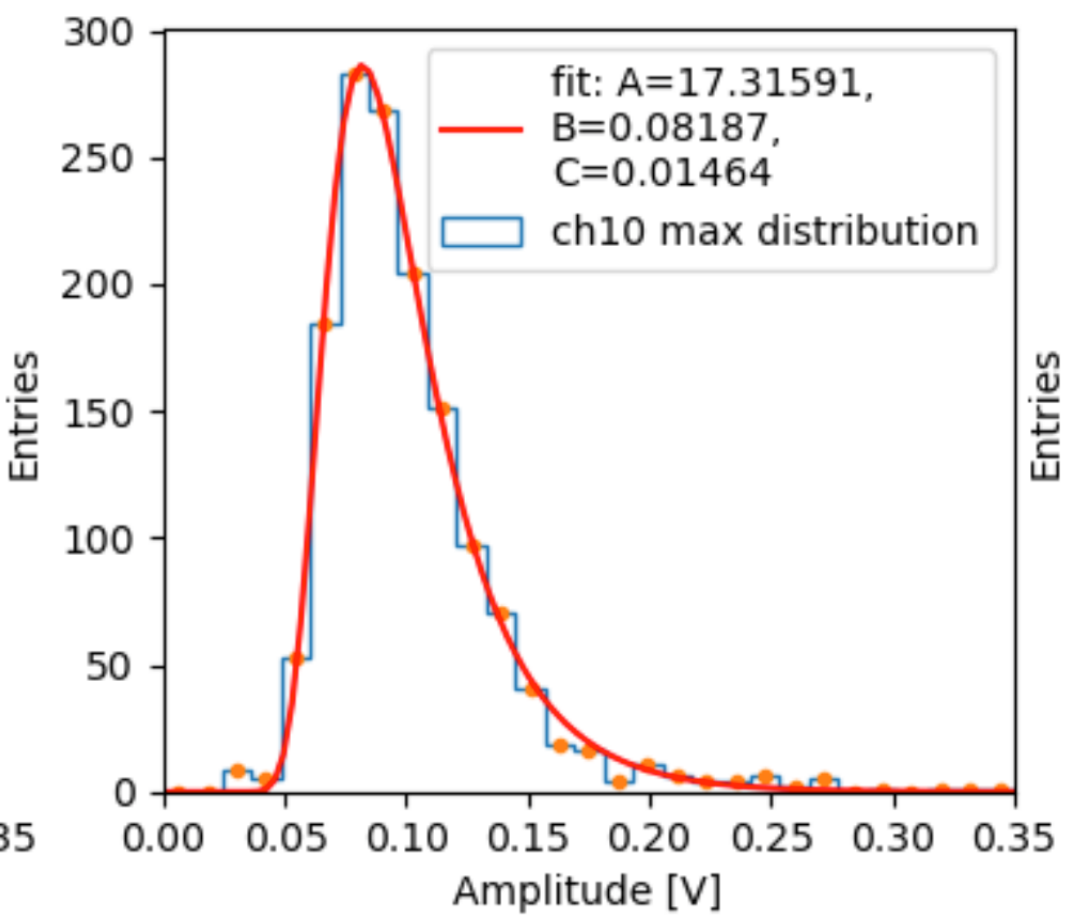 300
250
200
150
100
50
0
Entries
fit: A=17.31591,
B=0.08187,
C=0.01464
ch10 max distribution
Entries
35
0.00 0.05 0.10 0.15 0.20 0.25 0.30 0.35
Amplitude [V]